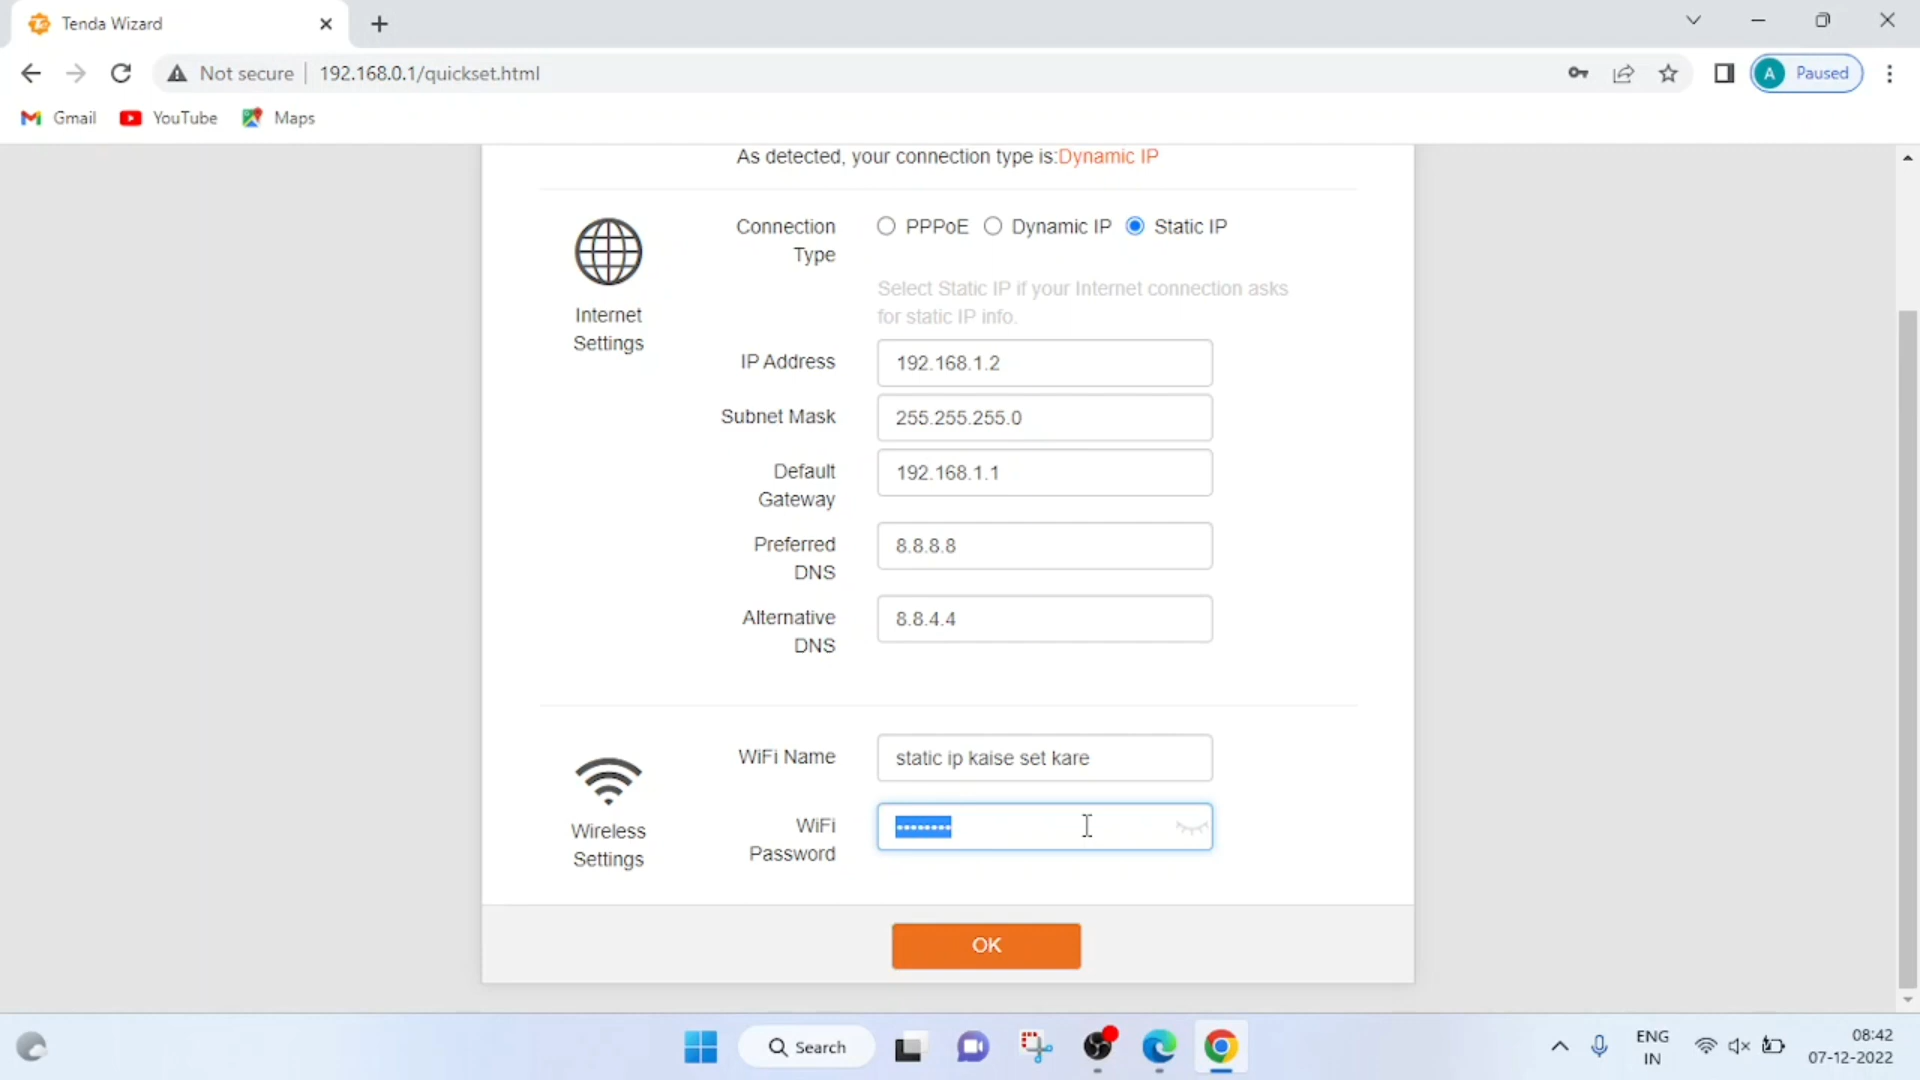 Tenda Wizard
Not secure
192.168.0.1/quickset.html
A
Paused
Gmail
YouTube
Maps
As detected, your connection type is:Dynamic IP
Connection
Type
PPPoE
Dynamic IP
Static IP
Select Static IP if your Internet connection asks
for static IP info.
Internet
Settings
IP Address
192.168.1.2
Subnet Mask
255.255.255.0
Default
Gateway
192.168.1.1
Preferred
DNS
8.8.8.8
Alternative
DNS
8.8.4.4
WiFi Name
static ip kaise set kare
Wireless
Settings
WiFi
Password
OK
Search
ENG
IN
08:42
07-12-2022